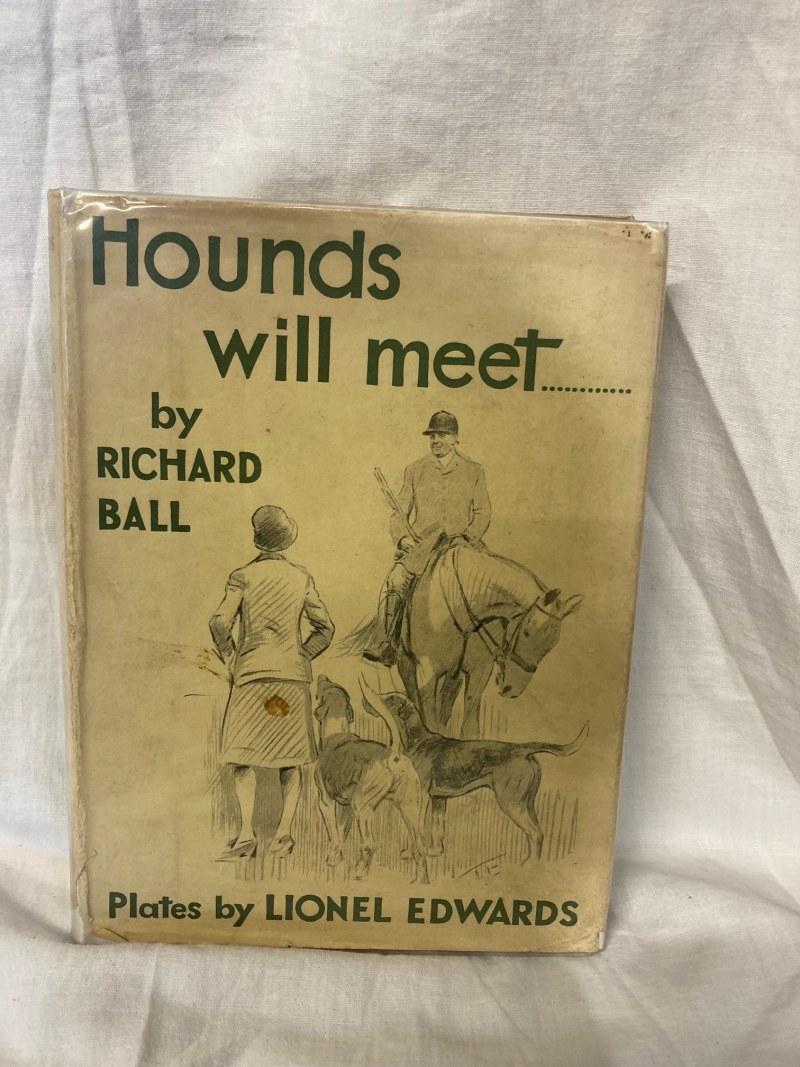 Hounds
will meet............
by
RICHARD
BALL
Plates by LIONEL EDWARDS